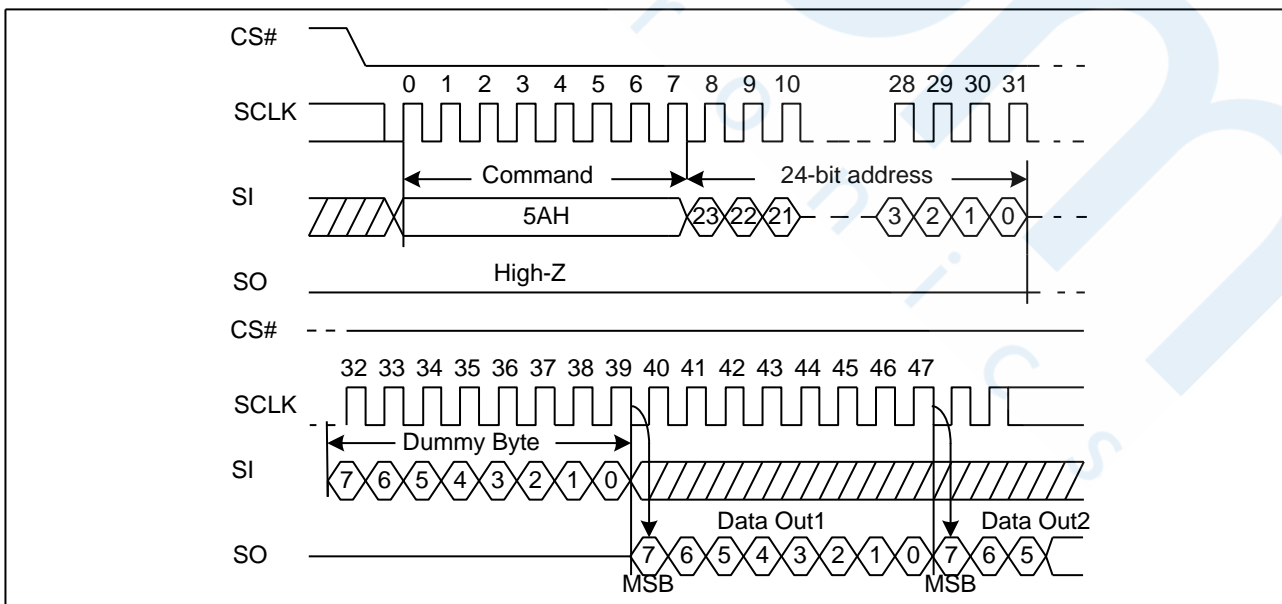 CS#
0 1 2 3 4 5 6 7 8 9 10 28 29 30 31
SCLK
Command 24-bit address
SI
5AH 23 22 21 3 2 1 0
High-Z
SO
CS#
32 33 34 35 36 37 38 39 40 41 42 43 44 45 46 47
SCLK
Dummy Byte
SI
7 6 5 4 3 2 1 0
Data Out1 Data Out2
SO
7 6 5 4 3 2 1 0 7 6 5
MSB MSB